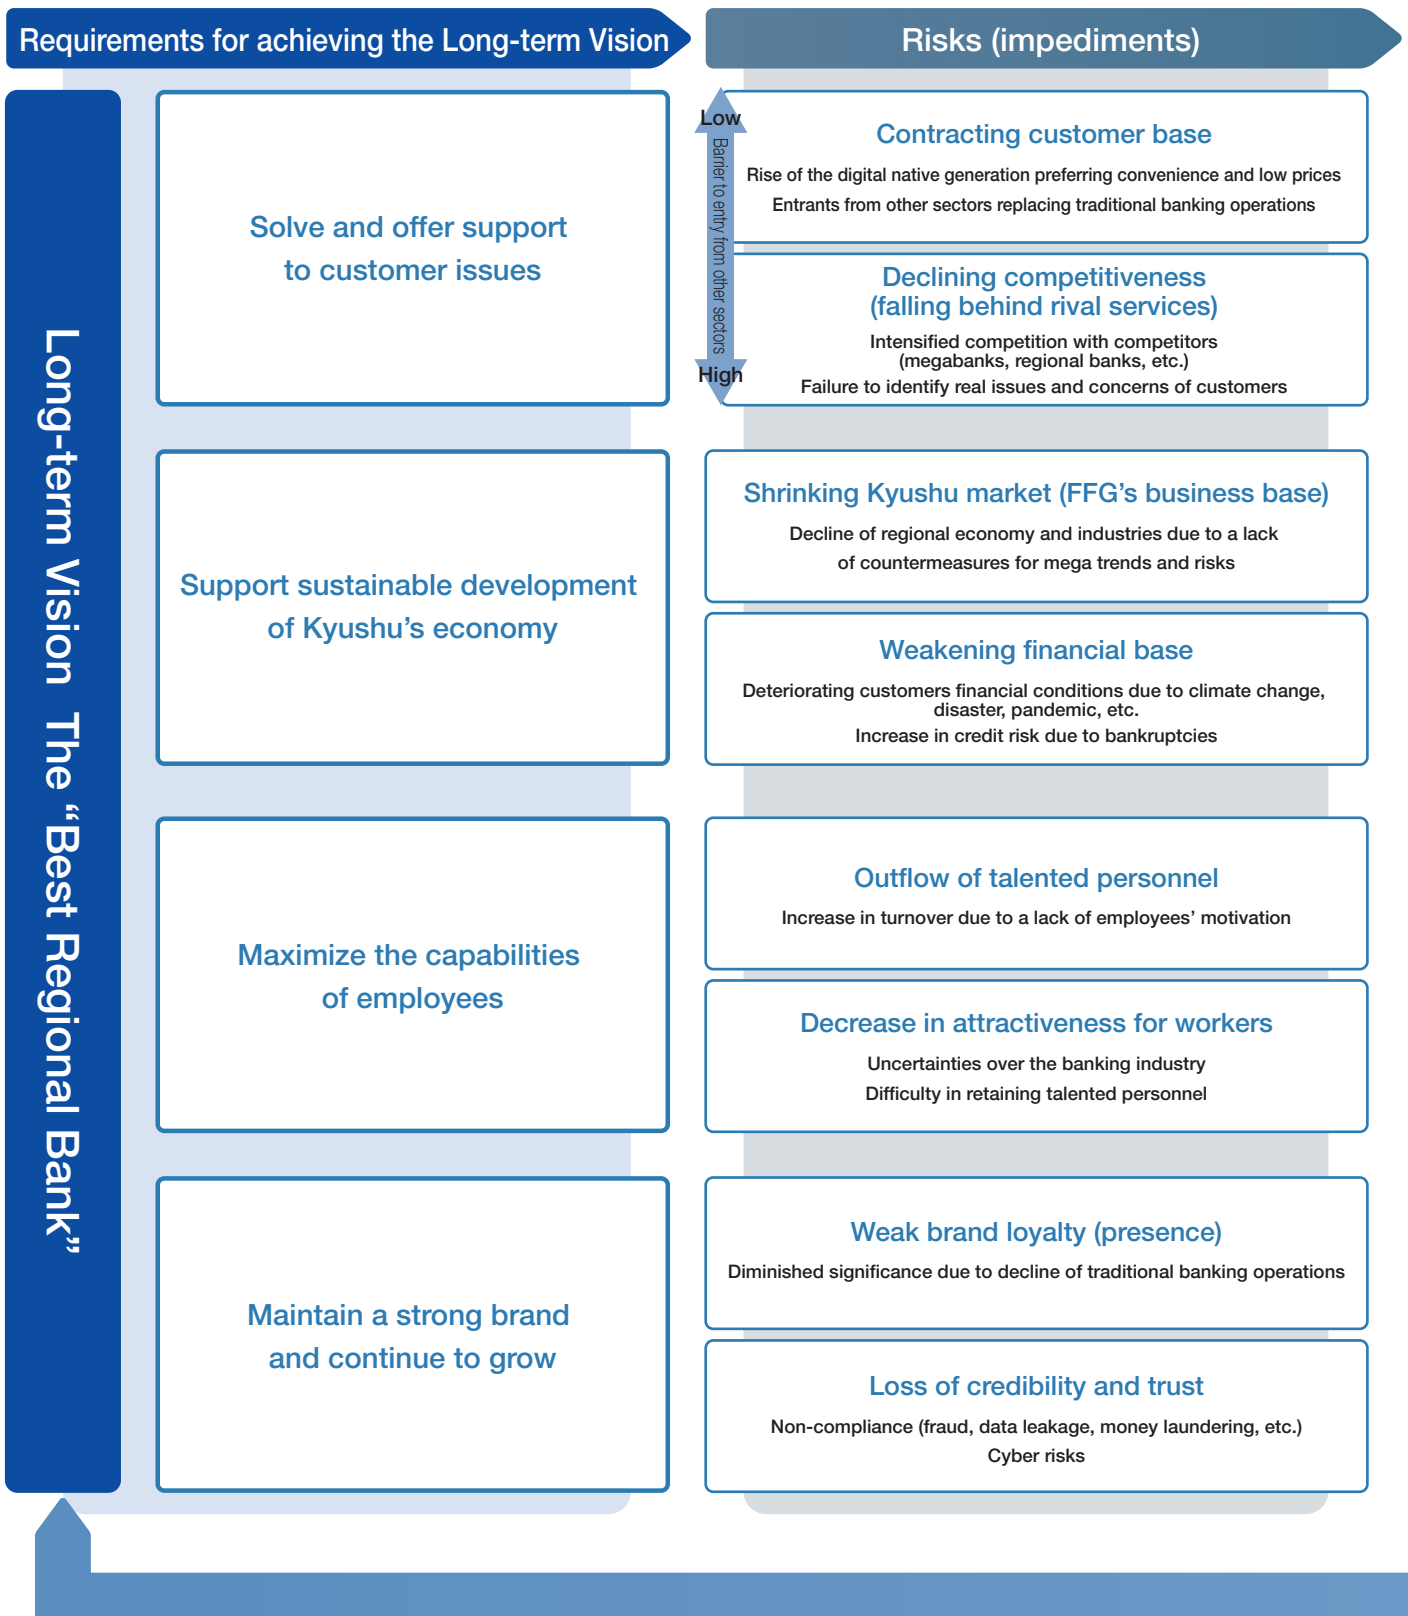 Requirements for achieving the Long-term Vision
Risks (impediments)
Long-term Vision The “Best Regional Bank”
Solve and offer support
to customer issues
Low
Barrier to entry from other sectors
High
Contracting customer base
Rise of the digital native generation preferring convenience and low prices
Entrants from other sectors replacing traditional banking operations
Declining competitiveness
(falling behind rival services)
Intensified competition with competitors
(megabanks, regional banks, etc.)
Failure to identify real issues and concerns of customers
Support sustainable development
of Kyushu’s economy
Shrinking Kyushu market (FFG’s business base)
Decline of regional economy and industries due to a lack
of countermeasures for mega trends and risks
Weakening financial base
Deteriorating customers financial conditions due to climate change,
disaster, pandemic, etc.
Increase in credit risk due to bankruptcies
Maximize the capabilities
of employees
Outflow of talented personnel
Increase in turnover due to a lack of employees’ motivation
Decrease in attractiveness for workers
Uncertainties over the banking industry
Difficulty in retaining talented personnel
Maintain a strong brand
and continue to grow
Weak brand loyalty (presence)
Diminished significance due to decline of traditional banking operations
Loss of credibility and trust
Non-compliance (fraud, data leakage, money laundering, etc.)
Cyber risks